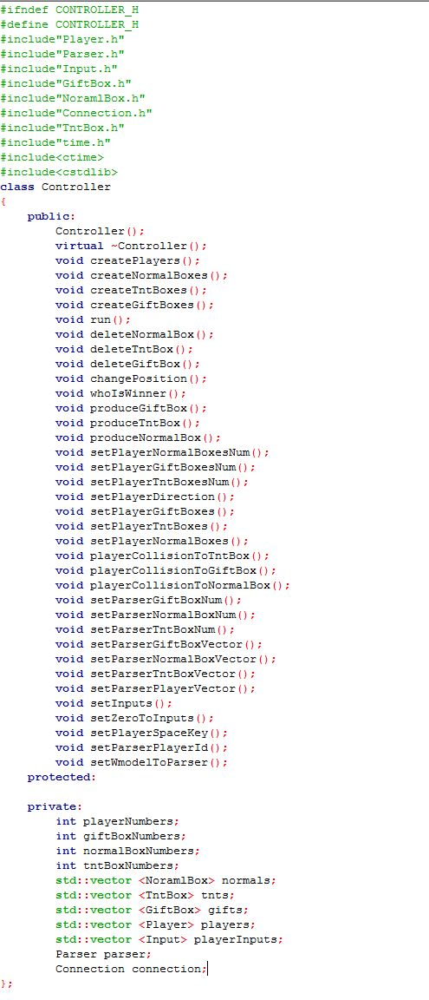 #ifndef CONTROLLER_H
#define CONTROLLER_H
#include"Player.h"
#include"Parser.h"
#include"Input.h"
#include"GiftBox.h"
#include"NoramlBox.h"
#include"Connection.h"
#include"TntBox.h"
#include"time.h"
#include<ctime>
#include<cstdlib>
class Controller
{
    public:
        Controller();
        virtual ~Controller();
        void createPlayers();
        void createNormalBoxes();
        void createTntBoxes();
        void createGiftBoxes();
        void run();
        void deleteNormalBox();
        void deleteTntBox();
        void deleteGiftBox();
        void changePosition();
        void whoIsWinner();
        void produceGiftBox();
        void produceTntBox();
        void produceNormalBox();
        void setPlayerNormalBoxesNum();
        void setPlayerGiftBoxesNum();
        void setPlayerTntBoxesNum();
        void setPlayerDirection();
        void setPlayerGiftBoxes();
        void setPlayerTntBoxes();
        void setPlayerNormalBoxes();
        void playerCollisionToTntBox();
        void playerCollisionToGiftBox();
        void playerCollisionToNormalBox();
        void setParserGiftBoxNum();
        void setParserNormalBoxNum();
        void setParserTntBoxNum();
        void setParserGiftBoxVector();
        void setParserNormalBoxVector();
        void setParserTntBoxVector();
        void setParserPlayerVector();
        void setInputs();
        void setZeroToInputs();
        void setPlayerSpaceKey();
        void setParserPlayerId();
        void setWmodelToParser();
    protected:

    private:
        int playerNumbers;
        int giftBoxNumbers;
        int normalBoxNumbers;
        int tntBoxNumbers;
        std::vector <NoramlBox> normals;
        std::vector <TntBox> tnts;
        std::vector <GiftBox> gifts;
        std::vector <Player> players;
        std::vector <Input> playerInputs;
        Parser parser;
        Connection connection;
};